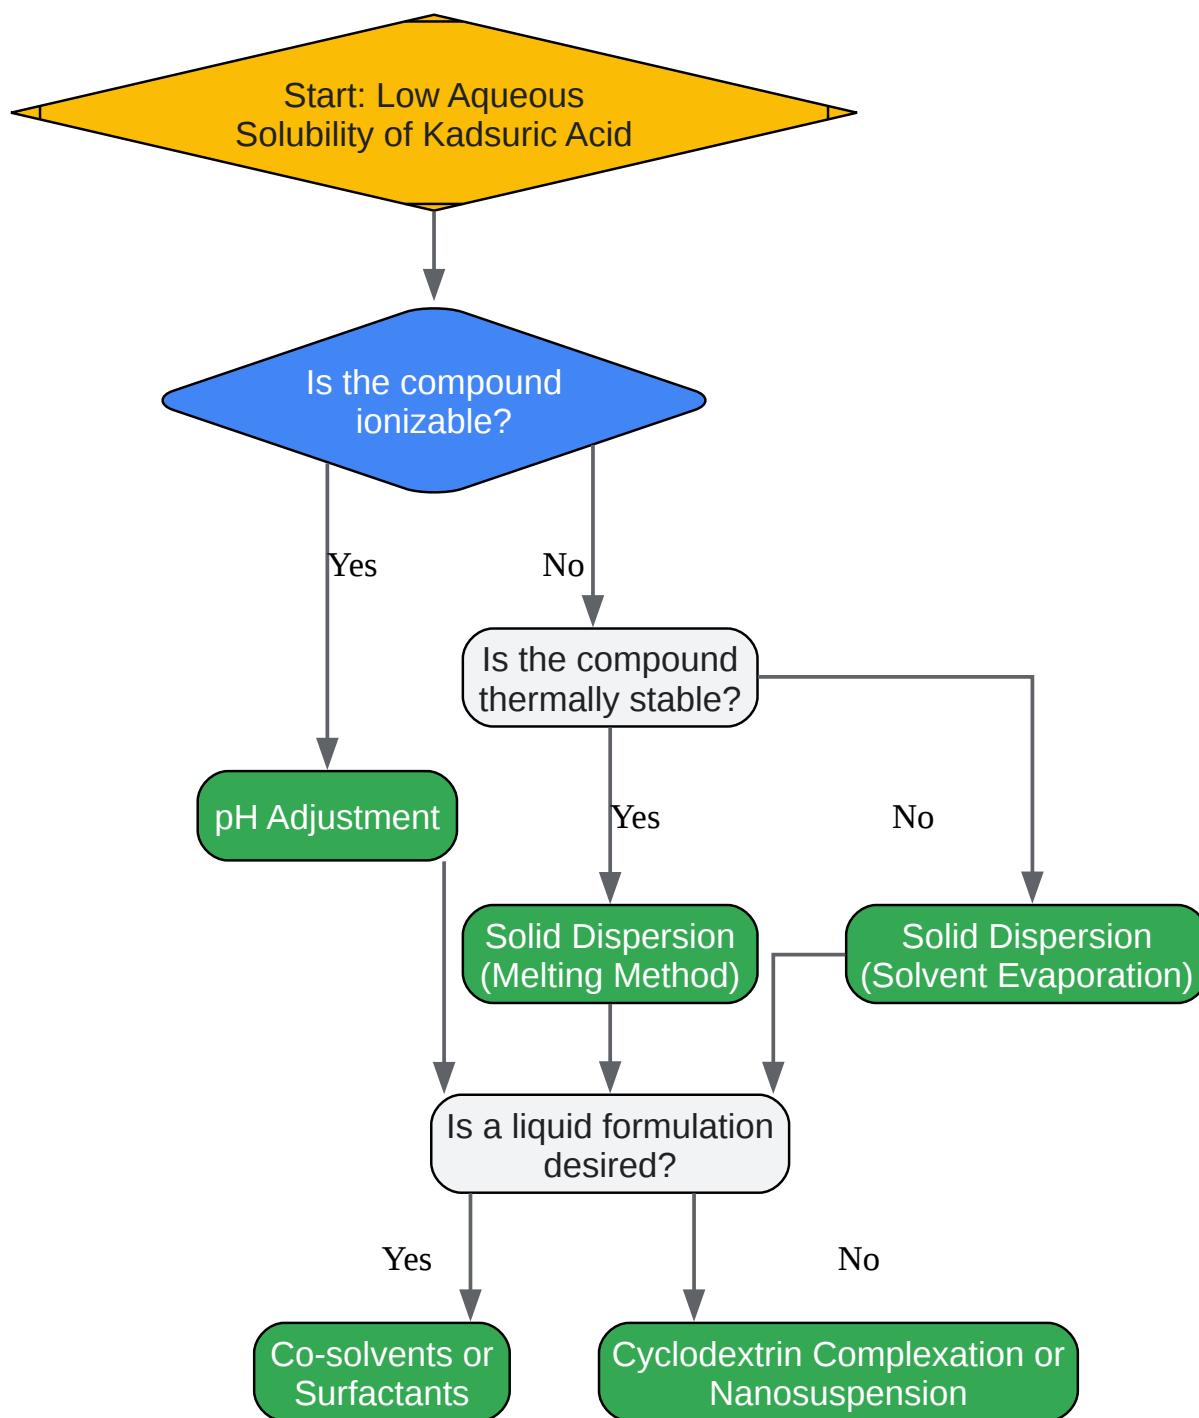 Start: Low Aqueous
Solubility of Kadsuric Acid
Is the compound
ionizable?
Yes
No
Is the compound
thermally stable?
pH Adjustment
Yes
No
Solid Dispersion
(Melting Method)
Solid Dispersion
(Solvent Evaporation)
Is a liquid formulation
desired?
Yes
No
Co-solvents or
Surfactants
Cyclodextrin Complexation or
Nanosuspension